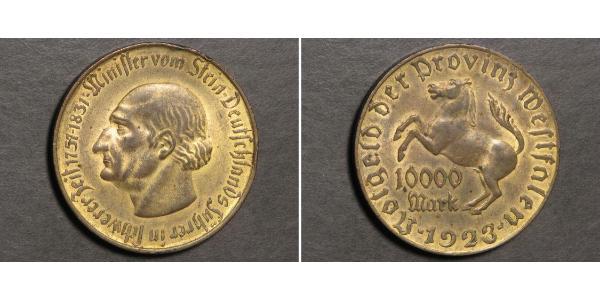 Minister vom Stein·Deutschlands Führer in schwerer Zeit·1757-1831·
Notgeld der Provinz Westfalen
10000
Mark
·1923·